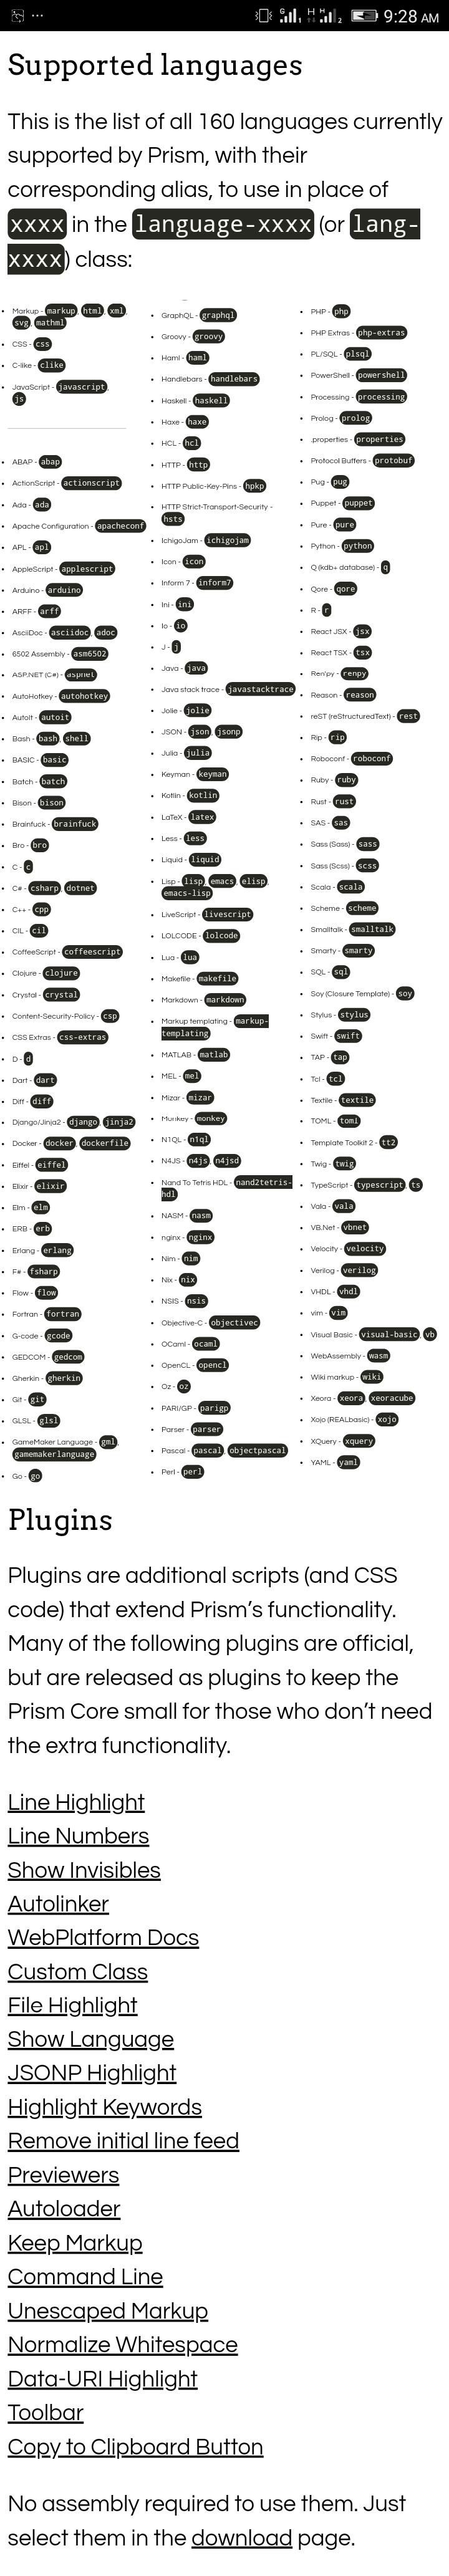 9:28 AM
Supported languages
This is the list of all 160 languages currently
supported by Prism, with their
corresponding alias, to use in place of
xxxx in the language-xxxx (or lang-
xxxx) class:
Markup - markup, html, xml,
svg, mathml
CSS - css
C-like - clike
JavaScript - javascript,
js
ABAP - abap
ActionScript - actionscript
Ada - ada
Apache Configuration - apacheconf
APL - apl
AppleScript - applescript
Arduino - arduino
ARFF - arff
AsciiDoc - asciidoc, adoc
6502 Assembly - asm6502
ASP.NET (C#) - aspnet
AutoHotkey - autohotkey
AutoIt - autoit
Bash - bash, shell
BASIC - basic
Batch - batch
Bison - bison
Brainfuck - brainfuck
Bro - bro
C - c
C# - csharp, dotnet
C++ - cpp
CIL - cil
CoffeeScript - coffeescript
Clojure - clojure
Crystal - crystal
Content-Security-Policy - csp
CSS Extras - css-extras
D - d
Dart - dart
Diff - diff
Django/Jinja2 - django, jinja2
Docker - docker, dockerfile
Eiffel - eiffel
Elixir - elixir
Elm - elm
ERB - erb
Erlang - erlang
F# - fsharp
Flow - flow
Fortran - fortran
G-code - gcode
GEDCOM - gedcom
Gherkin - gherkin
Git - git
GLSL - glsl
GameMaker Language - gml,
gamemakerlanguage
Go - go
GraphQL - graphql
Groovy - groovy
Haml - haml
Handlebars - handlebars
Haskell - haskell
Haxe - haxe
HCL - hcl
HTTP - http
HTTP Public-Key-Pins - hpkp
HTTP Strict-Transport-Security -
hsts
IchigoJam - ichigojam
Icon - icon
Inform 7 - inform7
Ini - ini
Io - io
J - j
Java - java
Java stack trace - javastacktrace
Jolie - jolie
JSON - json, jsonp
Julia - julia
Keyman - keyman
Kotlin - kotlin
LaTeX - latex
Less - less
Liquid - liquid
Lisp - lisp, emacs, elisp,
emacs-lisp
LiveScript - livescript
LOLCODE - lolcode
Lua - lua
Makefile - makefile
Markdown - markdown
Markup templating - markup-
templating
MATLAB - matlab
MEL - mel
Mizar - mizar
Monkey - monkey
N1QL - n1ql
N4JS - n4js, n4jsd
Nand To Tetris HDL - nand2tetris-
hdl
NASM - nasm
nginx - nginx
Nim - nim
Nix - nix
NSIS - nsis
Objective-C - objectivec
OCaml - ocaml
OpenCL - opencl
Oz - oz
PARI/GP - parigp
Parser - parser
Pascal - pascal, objectpascal
Perl - perl
PHP - php
PHP Extras - php-extras
PL/SQL - plsql
PowerShell - powershell
Processing - processing
Prolog - prolog
.properties - properties
Protocol Buffers - protobuf
Pug - pug
Puppet - puppet
Pure - pure
Python - python
Q (kdb+ database) - q
Qore - qore
R - r
React JSX - jsx
React TSX - tsx
Ren'py - renpy
Reason - reason
reST (reStructuredText) - rest
Rip - rip
Roboconf - roboconf
Ruby - ruby
Rust - rust
SAS - sas
Sass (Sass) - sass
Sass (Scss) - scss
Scala - scala
Scheme - scheme
Smalltalk - smalltalk
Smarty - smarty
SQL - sql
Soy (Closure Template) - soy
Stylus - stylus
Swift - swift
TAP - tap
Tcl - tcl
Textile - textile
TOML - toml
Template Toolkit 2 - tt2
Twig - twig
TypeScript - typescript, ts
Vala - vala
VB.Net - vbnet
Velocity - velocity
Verilog - verilog
VHDL - vhdl
vim - vim
Visual Basic - visual-basic, vb
WebAssembly - wasm
Wiki markup - wiki
Xeora - xeora, xeoracube
Xojo (REALbasic) - xojo
XQuery - xquery
YAML - yaml
Plugins
Plugins are additional scripts (and CSS
code) that extend Prism’s functionality.
Many of the following plugins are official,
but are released as plugins to keep the
Prism Core small for those who don’t need
the extra functionality.
Line Highlight
Line Numbers
Show Invisibles
Autolinker
WebPlatform Docs
Custom Class
File Highlight
Show Language
JSONP Highlight
Highlight Keywords
Remove initial line feed
Previewers
Autoloader
Keep Markup
Command Line
Unescaped Markup
Normalize Whitespace
Data-URI Highlight
Toolbar
Copy to Clipboard Button
No assembly required to use them. Just
select them in the download page.